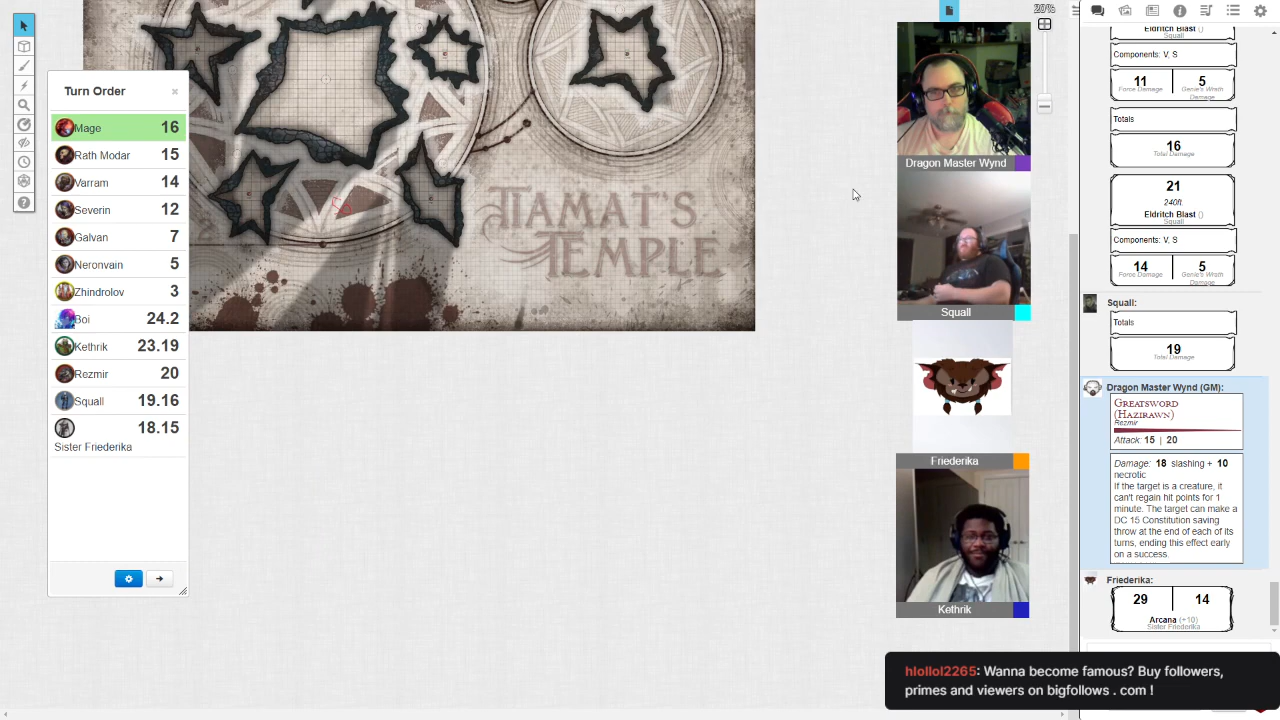 20%
Turn Order
×
Mage 16
Rath Modar 15
Varram 14
Severin 12
Galvan 7
Neronvain 5
Zhindrolov 3
Boi 24.2
Kethrik 23.19
Rezmir 20
Squall 19.16
18.15
Sister Friederika
TIAMAT'S
TEMPLE
Dragon Master Wynd
Squall
Friederika
Kethrik
Eldritch Blast ()
Squall
Components: V, S
11 5
Force Damage Genie's Wrath
Damage
Totals
16
Total Damage
21
240ft.
Eldritch Blast ()
Squall
Components: V, S
14 5
Force Damage Genie's Wrath
Damage
Squall:
Totals
19
Total Damage
Dragon Master Wynd (GM):
GREATSWORD
(HAZIRAWN)
Rezmir
Attack: 15 | 20
Damage: 18 slashing + 10
necrotic
If the target is a creature, it
can't regain hit points for 1
minute. The target can make a
DC 15 Constitution saving
throw at the end of each of its
turns, ending this effect early
on a success.
Friederika:
29 14
Arcana (+10)
Sister Friederika
hlollol2265: Wanna become famous? Buy followers,
primes and viewers on bigfollows . com !